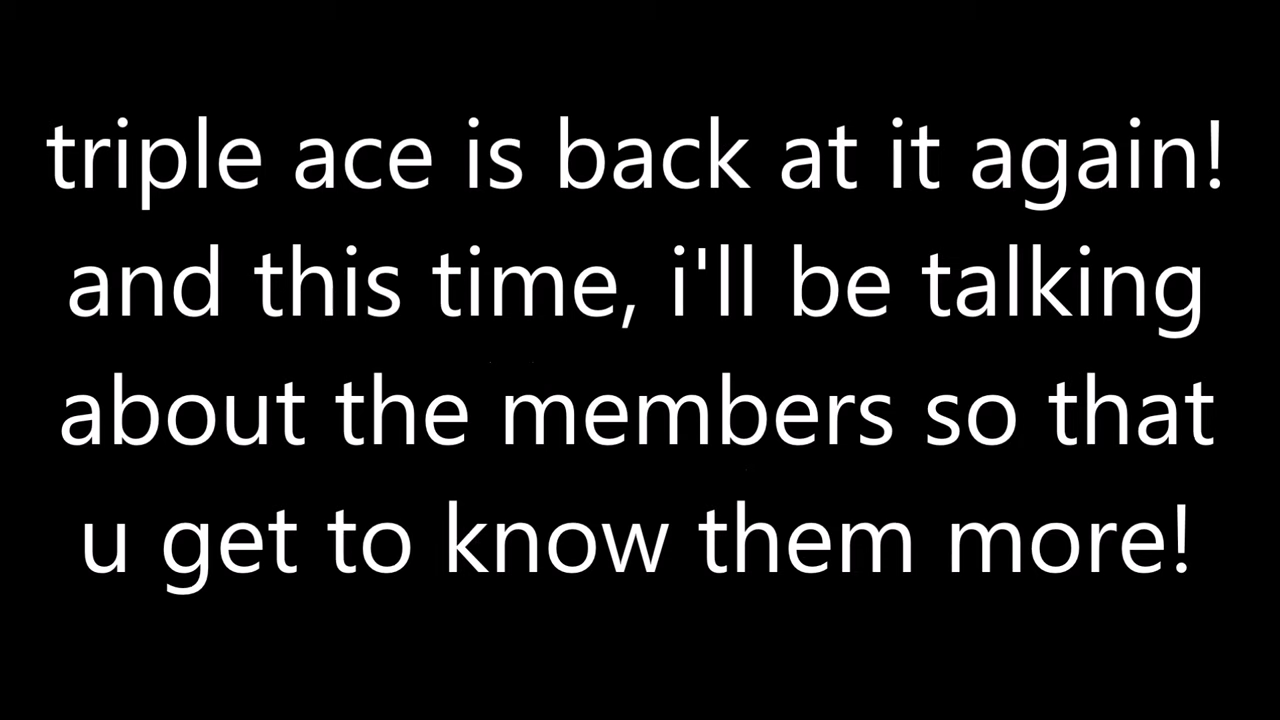 triple ace is back at it again!
and this time, i'll be talking
about the members so that
u get to know them more!